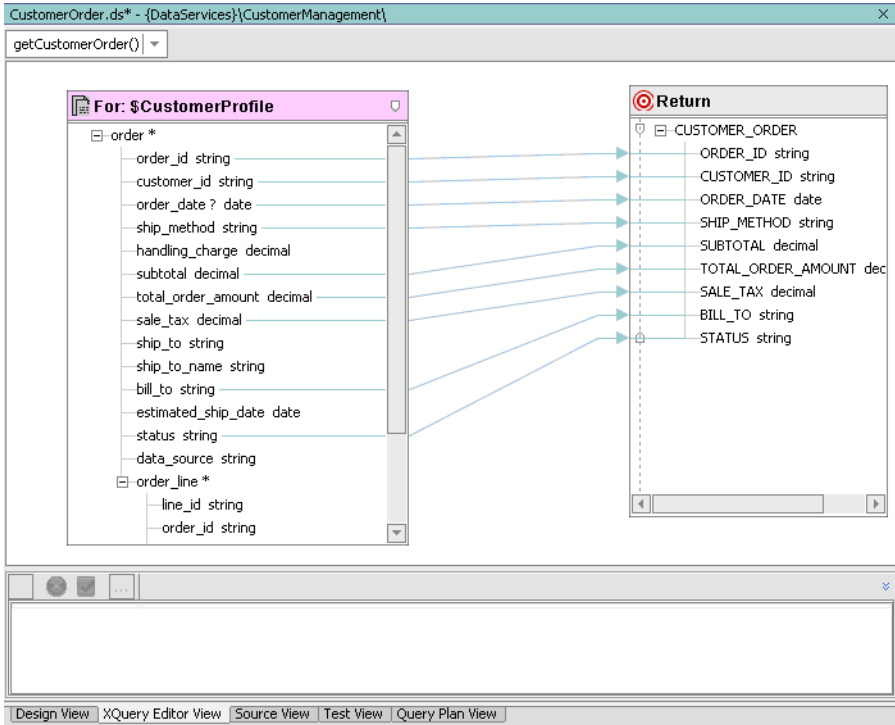 CustomerOrder.ds* - {DataServices}\CustomerManagement\
getCustomerOrder()
For: $CustomerProfile
order *
order_id string
customer_id string
order_date ? date
ship_method string
handling_charge decimal
subtotal decimal
total_order_amount decimal
sale_tax decimal
ship_to string
ship_to_name string
bill_to string
estimated_ship_date date
status string
data_source string
order_line *
line_id string
order_id string
Return
CUSTOMER_ORDER
ORDER_ID string
CUSTOMER_ID string
ORDER_DATE date
SHIP_METHOD string
SUBTOTAL decimal
TOTAL_ORDER_AMOUNT dec
SALE_TAX decimal
BILL_TO string
STATUS string
...
Design View XQuery Editor View Source View Test View Query Plan View